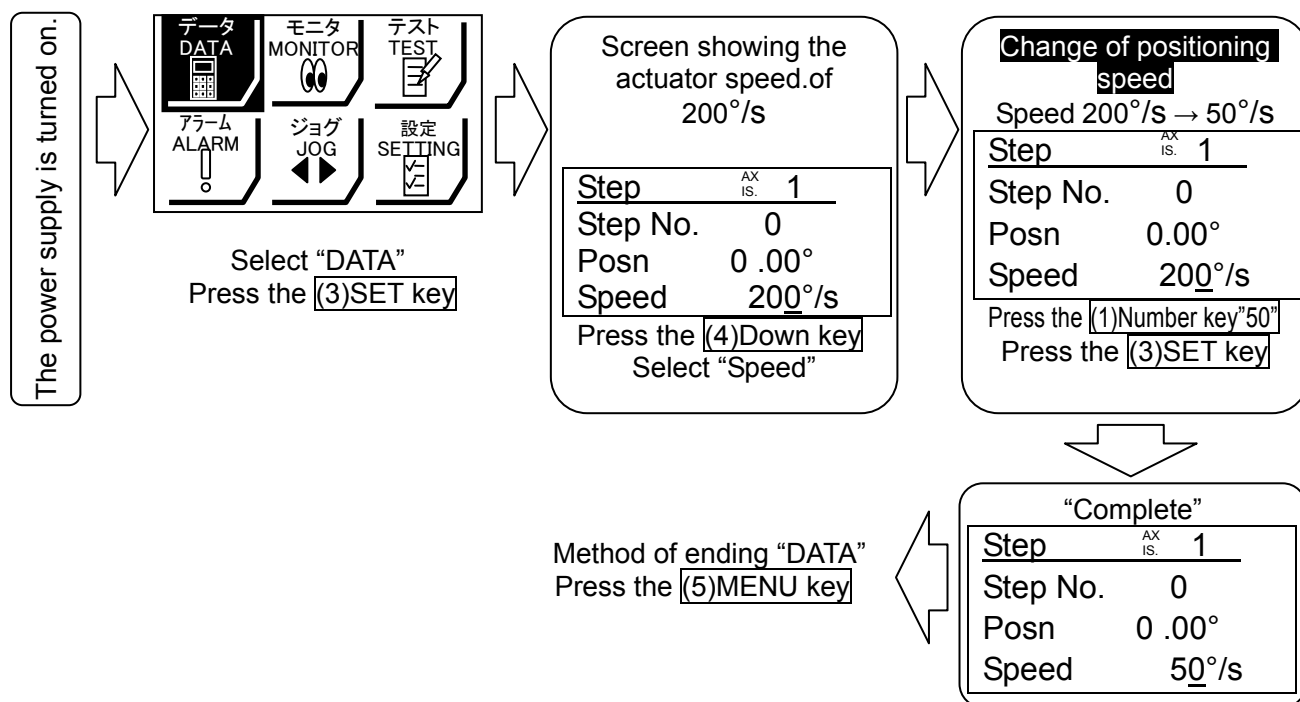 The power supply is turned on.
データ
DATA
モニタ
MONITOR
テスト
TEST
アラーム
ALARM
ジョグ
JOG
設定
SETTING
Select “DATA”
Press the (3)SET key
Screen showing the
actuator speed.of
200°/s
Step AX IS. 1
Step No. 0
Posn 0 .00°
Speed 200°/s
Press the (4)Down key
Select “Speed”
Change of positioning
speed
Speed 200°/s → 50°/s
Step AX IS. 1
Step No. 0
Posn 0.00°
Speed 200°/s
Press the (1)Number key"50"
Press the (3)SET key
“Complete”
Step AX IS. 1
Step No. 0
Posn 0 .00°
Speed 50°/s
Method of ending “DATA”
Press the (5)MENU key